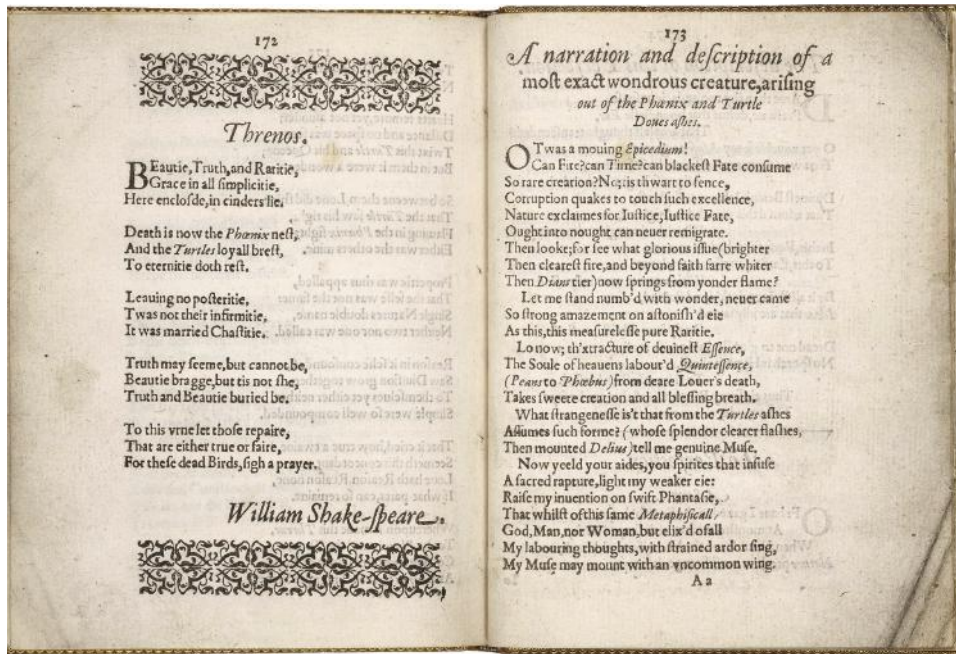 172
Threnos.
BEautie, Truth, and Raritie,
Grace in all simplicitie,
Here enclosde, in cinders lie.
Death is now the Phœnix nest,
And the Turtles loyall brest,
To eternitie doth rest.
Leauing no posteritie,
Twas not their infirmitie,
It was married Chastitie.
Truth may seeme, but cannot be,
Beautie bragge, but tis not she,
Truth and Beautie buried be.
To this vrne let those repaire,
That are either true or faire,
For these dead Birds, sigh a prayer.
William Shake-speare.
173
A narration and description of a
most exact wondrous creature, arising
out of the Phœnix and Turtle
Doues ashes.
O Twas a mouing Epicedium!
Can Fire? can Time? can blackest Fate consume
So rare creation? No; tis thwart to sence,
Corruption quakes to touch such excellence,
Nature exclaimes for Iustice, Iustice Fate,
Ought into nought can neuer remigrate.
Then looke; for see what glorious issue (brighter
Then clearest fire, and beyond faith farre whiter
Then Dians tier) now springs from yonder flame?
Let me stand numb'd with wonder, neuer came
So strong amazement on astonish'd eie
As this, this measurelesse pure Raritie.
Lo now; th'xtracture of deuinest Essence,
The Soule of heauens labour'd Quintessence,
(Peans to Phœbus) from deare Louer's death,
Takes sweete creation and all blessing breath.
What strangenesse is't that from the Turtles ashes
Assumes such forme? (whose splendor clearer flashes,
Then mounted Delius) tell me genuine Muse.
Now yeeld your aides, you spirites that infuse
A sacred rapture, light my weaker eie:
Raise my inuention on swift Phantasie,
That whilst of this same Metaphisicall
God, Man, nor Woman, but elix'd of all
My labouring thoughts, with strained ardor sing,
My Muse may mount with an vncommon wing.
A a